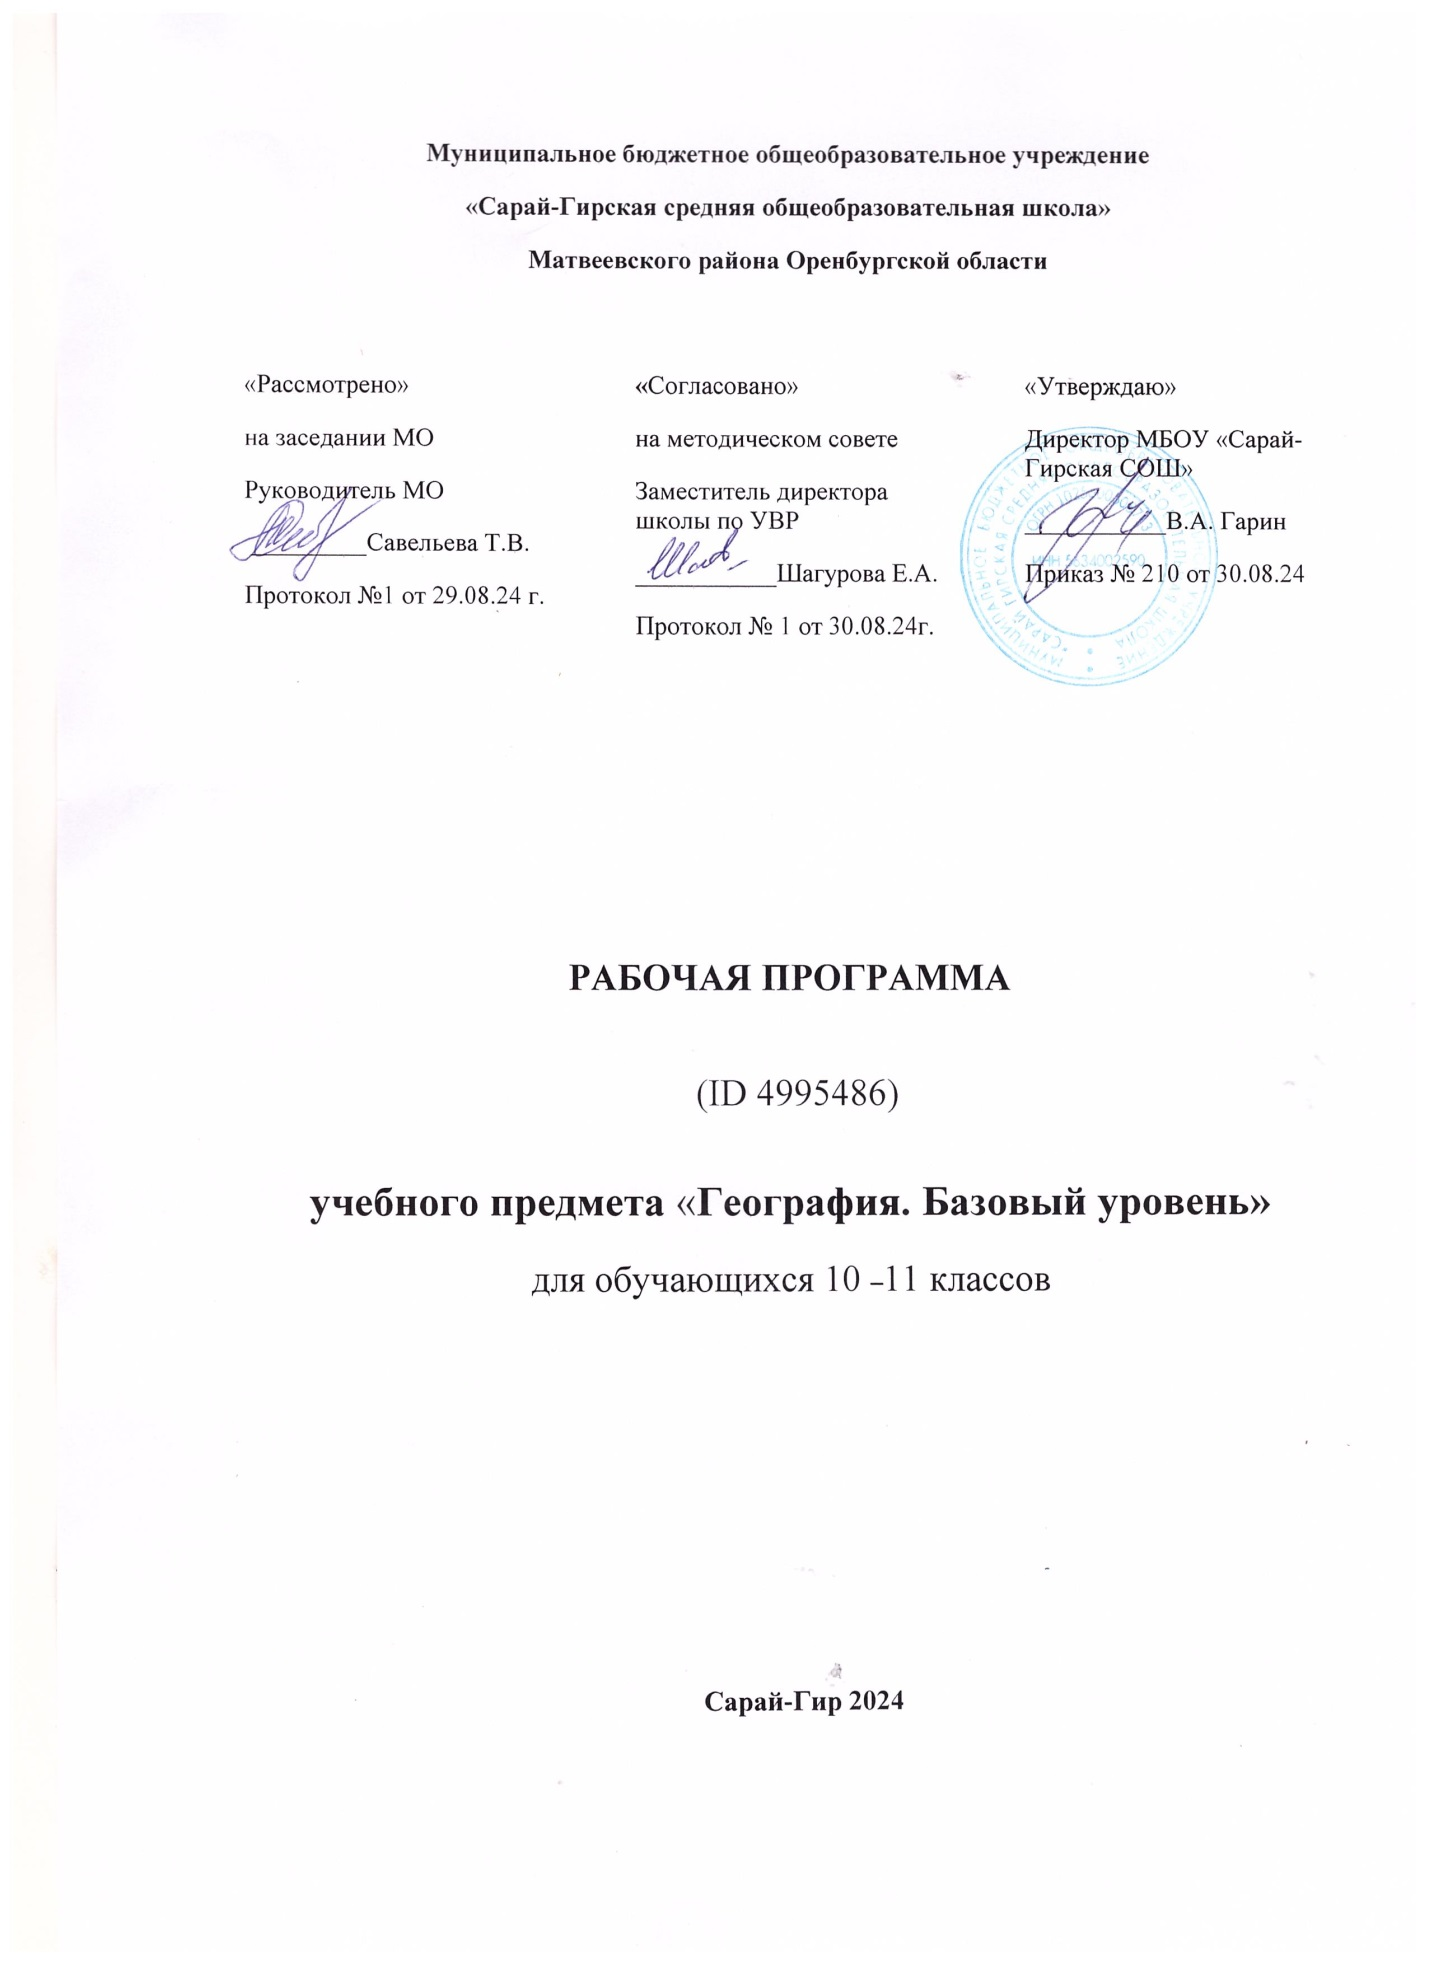 Муниципальное бюджетное общеобразовательное учреждение
«Сарай-Гирская средняя общеобразовательная школа»
Матвеевского района Оренбургской области
«Рассмотрено»
на заседании МО
Руководитель МО
__________Савельева Т.В.
Протокол №1 от 29.08.24 г.
«Согласовано»
на методическом совете
Заместитель директора
школы по УВР
___________Шагурова Е.А.
Протокол № 1 от 30.08.24г.
«Утверждаю»
Директор МБОУ «Сарай-
Гирская СОШ»
___________В.А. Гарин
Приказ № 210 от 30.08.24
РАБОЧАЯ ПРОГРАММА
(ID 4995486)
учебного предмета «География. Базовый уровень»
для обучающихся 10 –11 классов
Сарай-Гир 2024